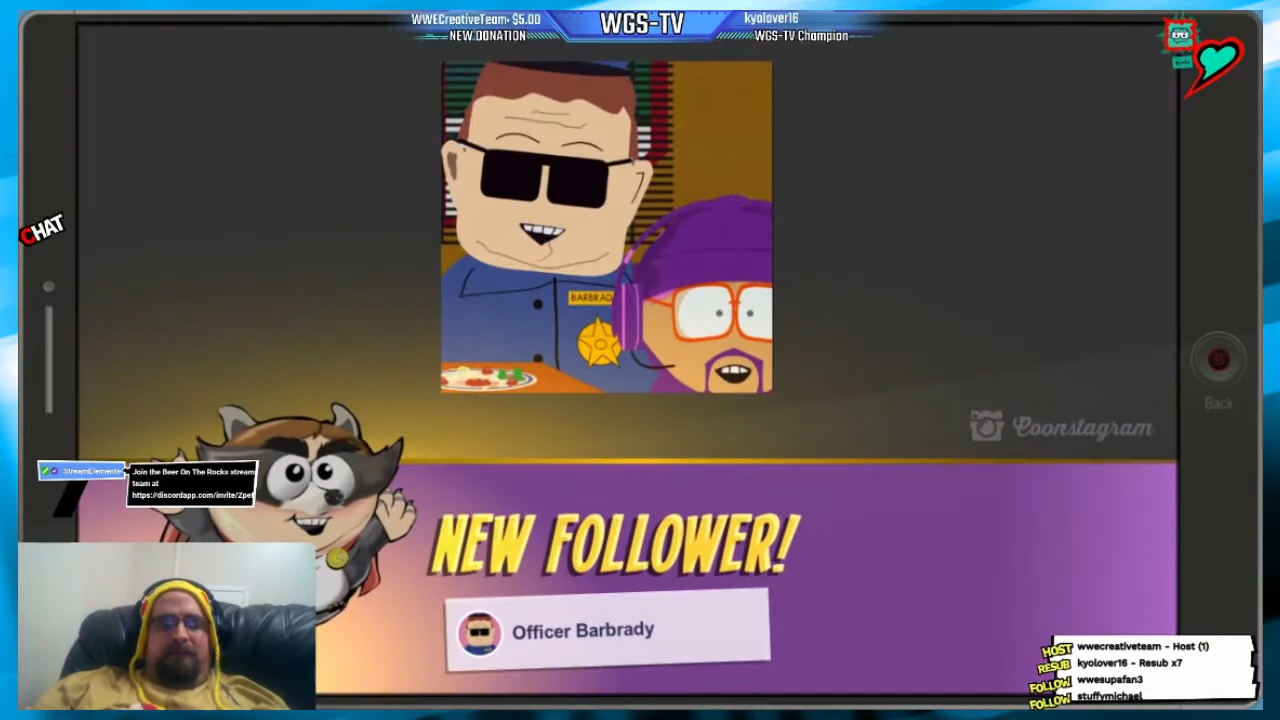 WWECreativeTeam• $5.00
NEW DONATION
WGS-TV
kyolover16
WGS-TV Champion
CHAT
BARBRAD
Back
Coonstagram
StreamElements
Join the Beer On The Rocks stream
team at
https://discordapp.com/invite/Zpe
NEW FOLLOWER!
Officer Barbrady
HOST wwecreativeteam - Host (1)
RESUB kyolover16 - Resub x7
FOLLOW wwesupafan3
FOLLOW stuffymichael